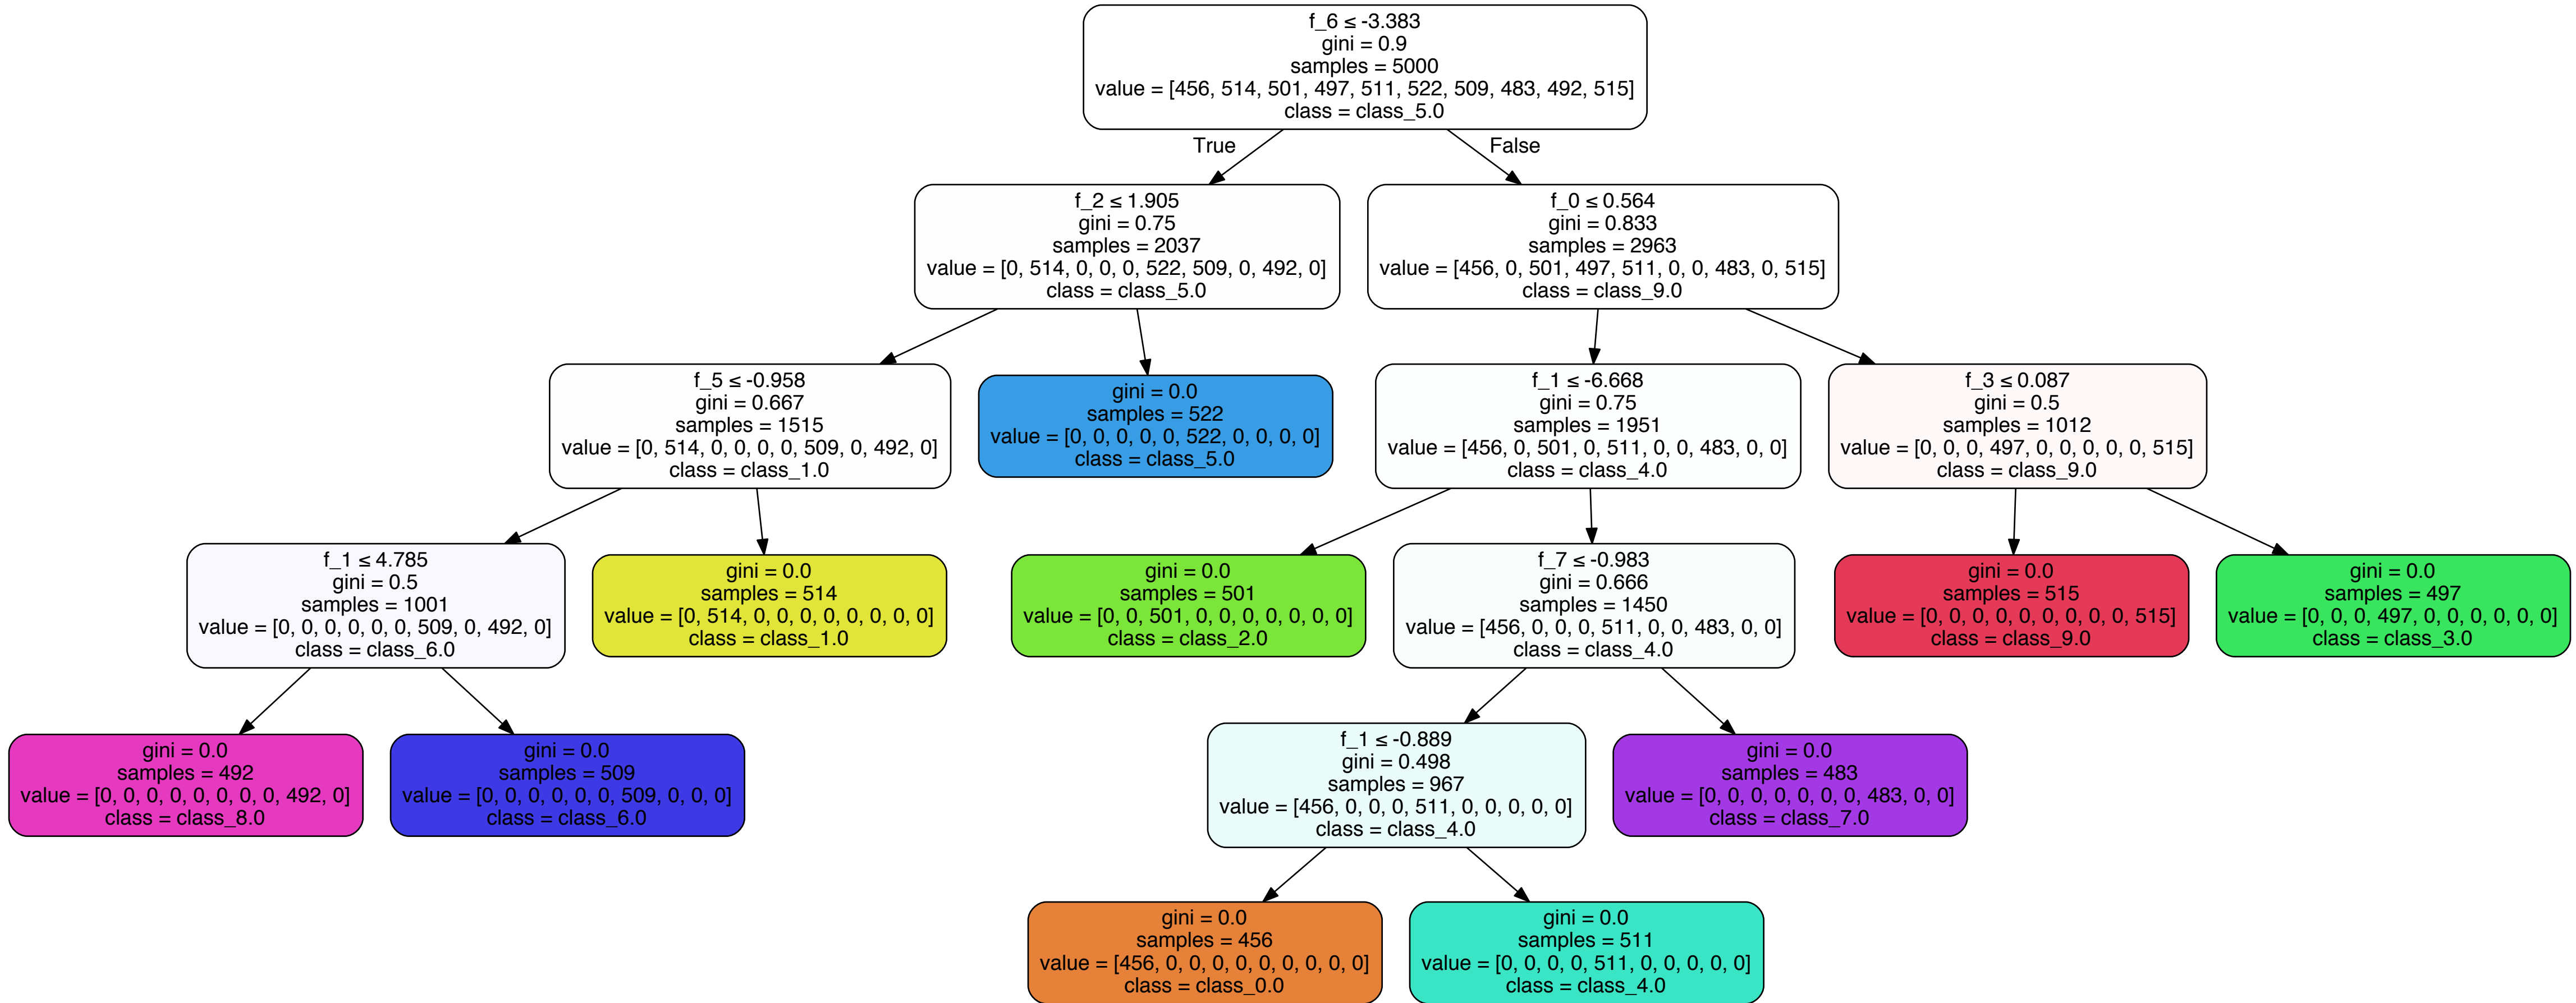 f_6 ≤ -3.383
gini = 0.9
samples = 5000
value = [456, 514, 501, 497, 511, 522, 509, 483, 492, 515]
class = class_5.0
True
False
f_2 ≤ 1.905
gini = 0.75
samples = 2037
value = [0, 514, 0, 0, 0, 522, 509, 0, 492, 0]
class = class_5.0
f_0 ≤ 0.564
gini = 0.833
samples = 2963
value = [456, 0, 501, 497, 511, 0, 0, 483, 0, 515]
class = class_9.0
f_5 ≤ -0.958
gini = 0.667
samples = 1515
value = [0, 514, 0, 0, 0, 0, 509, 0, 492, 0]
class = class_1.0
gini = 0.0
samples = 522
value = [0, 0, 0, 0, 0, 522, 0, 0, 0, 0]
class = class_5.0
f_1 ≤ -6.668
gini = 0.75
samples = 1951
value = [456, 0, 501, 0, 511, 0, 0, 483, 0, 0]
class = class_4.0
f_3 ≤ 0.087
gini = 0.5
samples = 1012
value = [0, 0, 0, 497, 0, 0, 0, 0, 0, 515]
class = class_9.0
f_1 ≤ 4.785
gini = 0.5
samples = 1001
value = [0, 0, 0, 0, 0, 0, 509, 0, 492, 0]
class = class_6.0
gini = 0.0
samples = 514
value = [0, 514, 0, 0, 0, 0, 0, 0, 0, 0]
class = class_1.0
gini = 0.0
samples = 501
value = [0, 0, 501, 0, 0, 0, 0, 0, 0, 0]
class = class_2.0
f_7 ≤ -0.983
gini = 0.666
samples = 1450
value = [456, 0, 0, 0, 511, 0, 0, 483, 0, 0]
class = class_4.0
gini = 0.0
samples = 515
value = [0, 0, 0, 0, 0, 0, 0, 0, 0, 515]
class = class_9.0
gini = 0.0
samples = 497
value = [0, 0, 0, 497, 0, 0, 0, 0, 0, 0]
class = class_3.0
gini = 0.0
samples = 492
value = [0, 0, 0, 0, 0, 0, 0, 0, 492, 0]
class = class_8.0
gini = 0.0
samples = 509
value = [0, 0, 0, 0, 0, 0, 509, 0, 0, 0]
class = class_6.0
f_1 ≤ -0.889
gini = 0.498
samples = 967
value = [456, 0, 0, 0, 511, 0, 0, 0, 0, 0]
class = class_4.0
gini = 0.0
samples = 483
value = [0, 0, 0, 0, 0, 0, 0, 483, 0, 0]
class = class_7.0
gini = 0.0
samples = 456
value = [456, 0, 0, 0, 0, 0, 0, 0, 0, 0]
class = class_0.0
gini = 0.0
samples = 511
value = [0, 0, 0, 0, 511, 0, 0, 0, 0, 0]
class = class_4.0